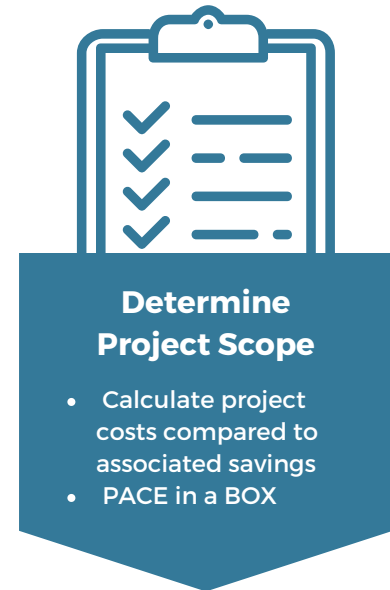 Determine
Project Scope
• Calculate project
costs compared to
associated savings
• PACE in a BOX